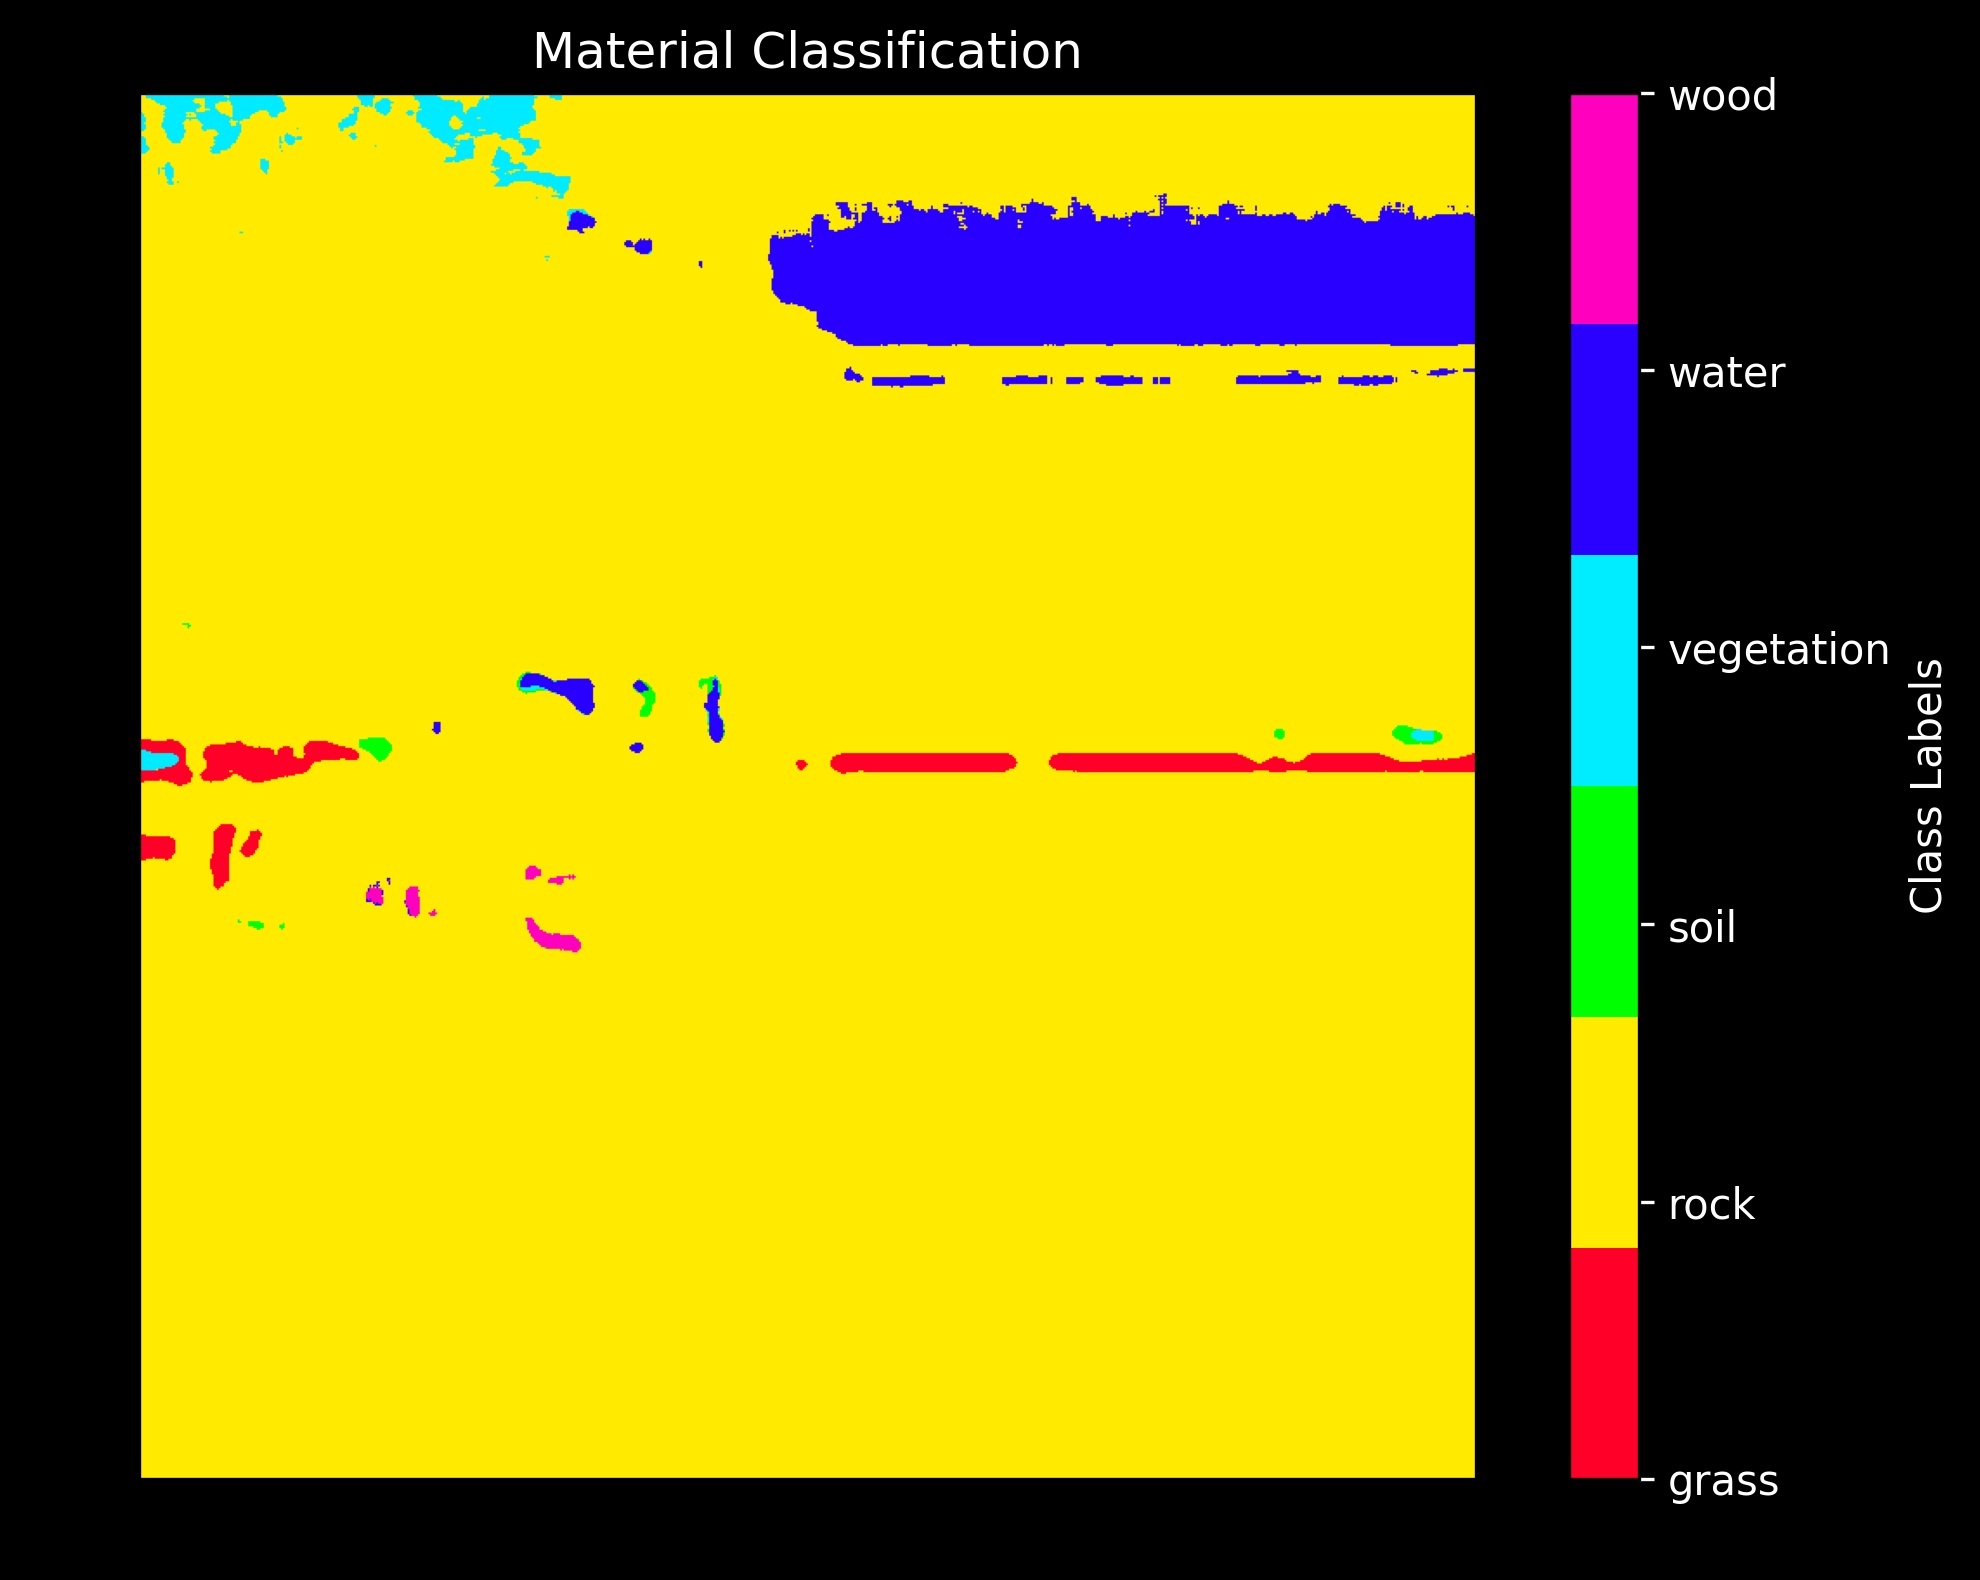 Material Classification
wood
water
vegetation
soil
rock
grass
Class Labels